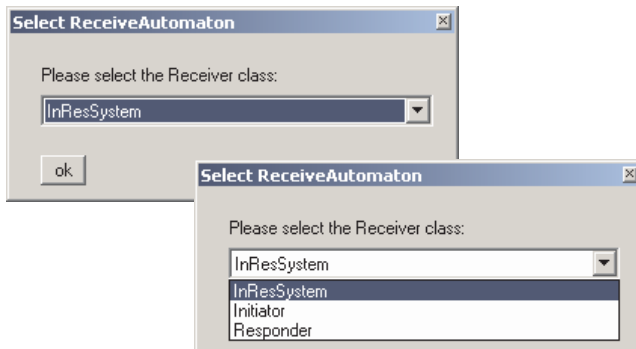 Select ReceiveAutomaton
Please select the Receiver class:
InResSystem
ok
Select ReceiveAutomaton
Please select the Receiver class:
InResSystem
InResSystem
Initiator
Responder